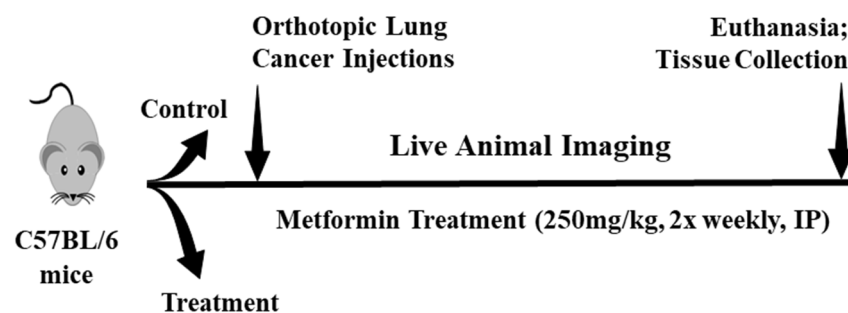 Orthotopic Lung
Cancer Injections
Euthanasia;
Tissue Collection
Control
Live Animal Imaging
Metformin Treatment (250mg/kg, 2x weekly, IP)
C57BL/6
mice
Treatment